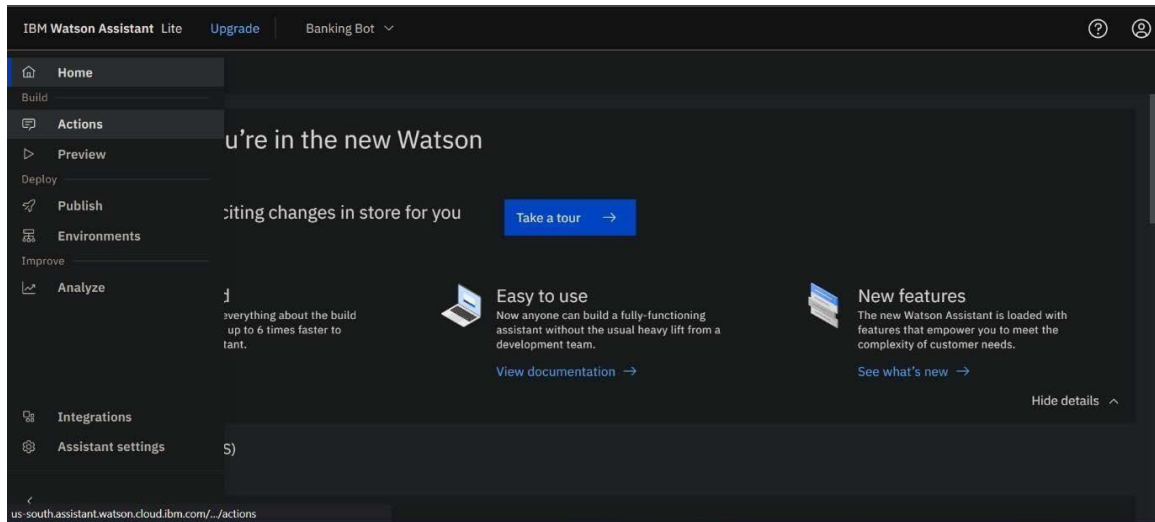 IBM Watson Assistant Lite Upgrade Banking Bot
Home
Build
Actions
Preview
Deploy
Publish
Environments
Improve
Analyze
Integrations
Assistant settings
us-south.assistant.watson.cloud.ibm.com/.../actions
u're in the new Watson
citing changes in store for you
Take a tour →
d
everything about the build
up to 6 times faster to
tant.
Easy to use
Now anyone can build a fully-functioning
assistant without the usual heavy lift from a
development team.
View documentation →
New features
The new Watson Assistant is loaded with
features that empower you to meet the
complexity of customer needs.
See what's new →
Hide details
S)